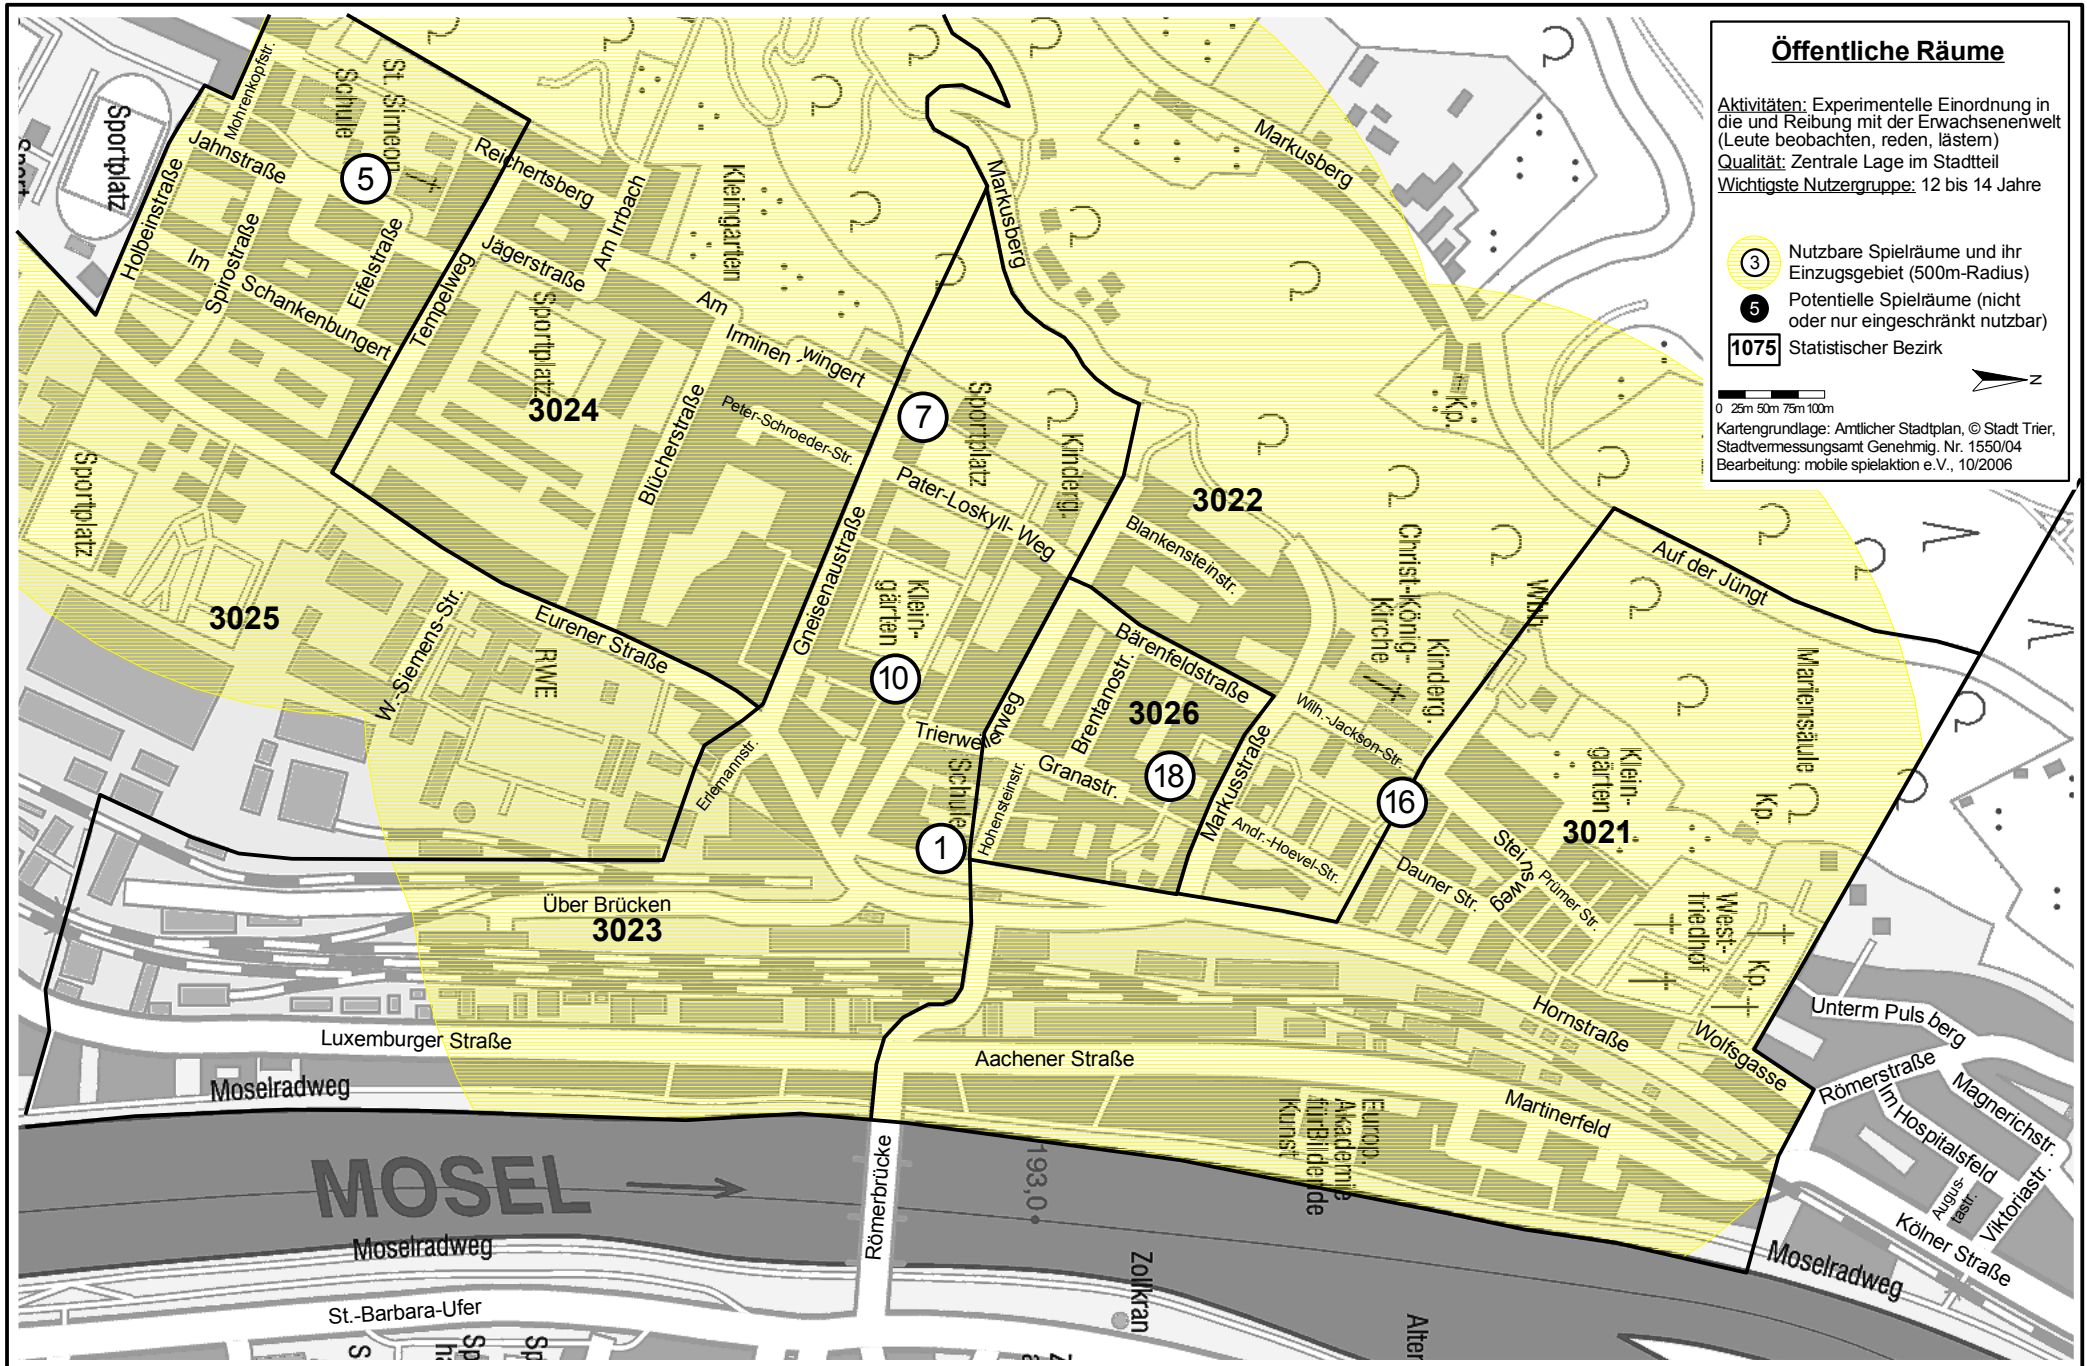 Öffentliche Räume
Aktivitäten: Experimentelle Einordnung in
die und Reibung mit der Erwachsenenwelt
(Leute beobachten, reden, lästern)
Qualität: Zentrale Lage im Stadtteil
Wichtigste Nutzergruppe: 12 bis 14 Jahre
3 Nutzbare Spielräume und ihr
Einzugsgebiet (500m-Radius)
5 Potentielle Spielräume (nicht
oder nur eingeschränkt nutzbar)
1075 Statistischer Bezirk
N
0 25m 50m 75m 100m
Kartengrundlage: Amtlicher Stadtplan, © Stadt Trier,
Stadtvermessungsamt Genehmig. Nr. 1550/04
Bearbeitung: mobile spielaktion e.V., 10/2006
Sportplatz
Mohrenkopfstr.
St. Simeon
Schule
5
Jahnstraße
Holbeinstraße
Spirostraße
Im
Schankenbungert
Eifelstraße
Tempelweg
Reichertsberg
Am Irrbach
Jägerstraße
Kleingärten
Am
Irminen-
wingert
Sportplatz
3024
Blücherstraße
Peter-Schroeder-Str.
Markusberg
Markusberg
7
Sportplatz
Kinderg.
Pater-Loskyll- Weg
Gneisenaustraße
Klein-
gärten
10
3022
Blankensteinstr.
Kp.
Christ-König-
Kirche
Kinderg.
Wbh.
Auf der Jüngt
Mariensäule
Sportplatz
3025
W.-Siemens-Str.
Eurener Straße
RWE
Erlemannstr.
Trierweilerweg
Schule
1
Hohensteinstr.
Granastr.
Brentanostr.
Bärenfeldstraße
3026
18
Markusstraße
Wilh.-Jackson-Str.
Andr.-Hoevel-Str.
16
Klein-
gärten
3021
Kp.
Steinsweg
Prümer Str.
Dauner Str.
West-
friedhof
Kp.
Über Brücken
3023
Luxemburger Straße
Aachener Straße
Hornstraße
Wolfsgasse
Martinerfeld
Europ.
Akademie
für Bildende
Kunst
Unterm Puls berg
Römerstraße
Magnerichstr.
Im Hospitalsfeld
Augus-
tastr.
Viktoriastr.
Kölner Straße
Moselradweg
Moselradweg
MOSEL
Römerbrücke
193,0
Moselradweg
St.-Barbara-Ufer
Zollkran
Alter